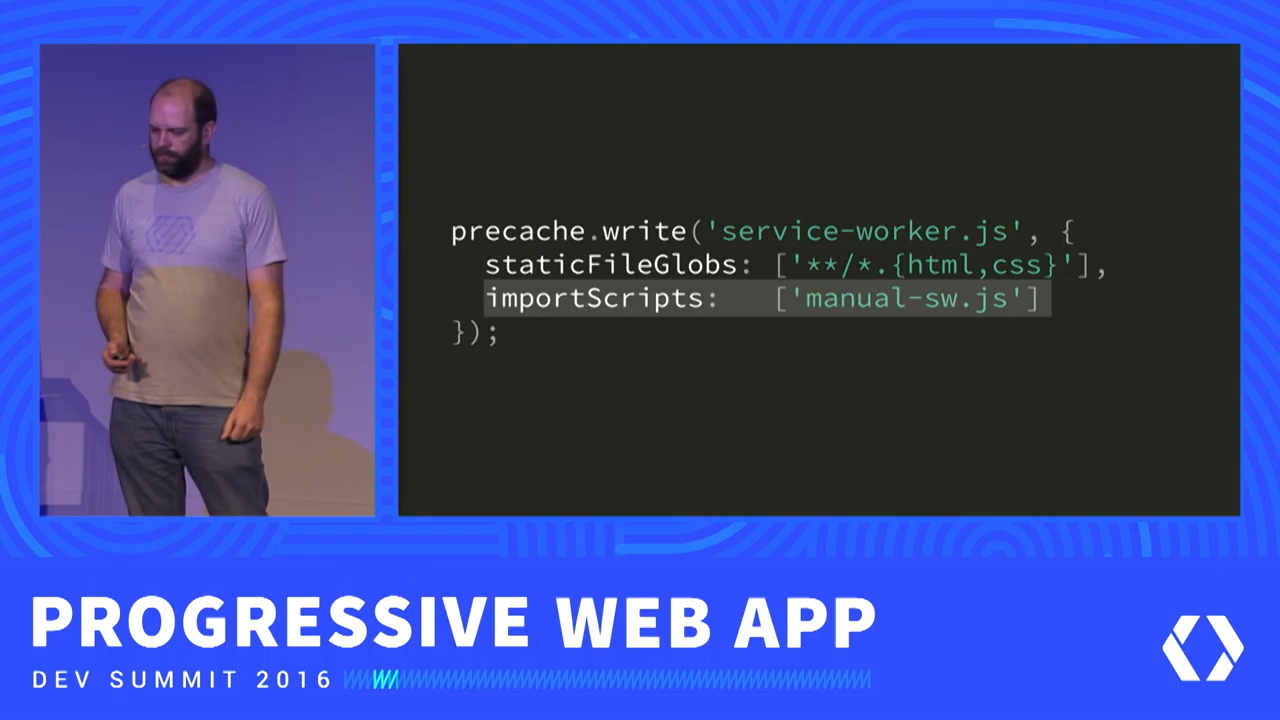 precache.write('service-worker.js', {
  staticFileGlobs: ['**/*.{html,css}'],
  importScripts:   ['manual-sw.js']
});
PROGRESSIVE WEB APP
DEV SUMMIT 2016